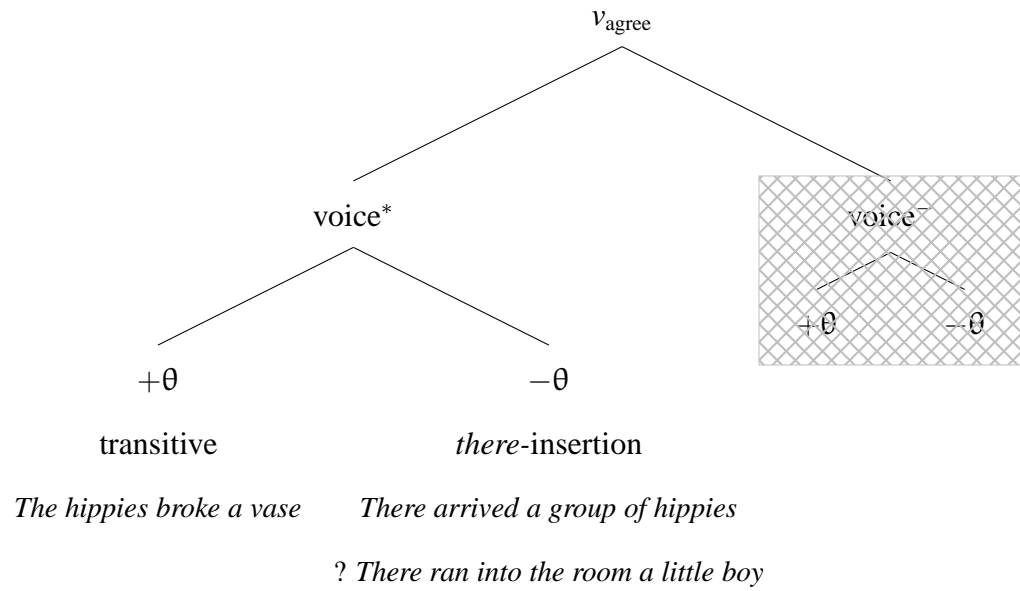 v_agree
voice* voice⁻
+θ −θ
+θ −θ
transitive there-insertion
The hippies broke a vase There arrived a group of hippies
? There ran into the room a little boy